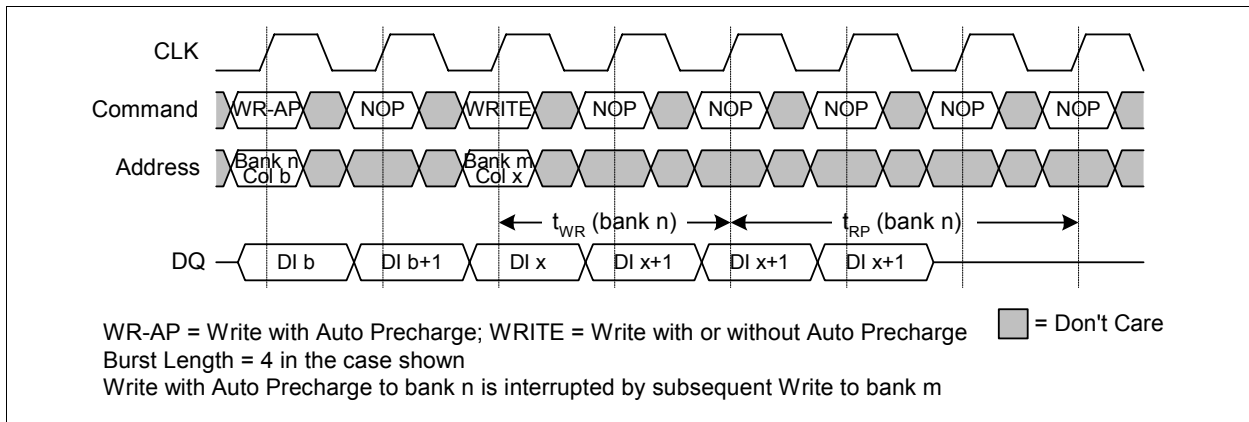 CLK
Command WR-AP NOP WRITE NOP NOP NOP NOP NOP
Address Bank n Col b Bank m Col x
tWR (bank n) tRP (bank n)
DQ DI b DI b+1 DI x DI x+1 DI x+1 DI x+1
WR-AP = Write with Auto Precharge; WRITE = Write with or without Auto Precharge = Don't Care
Burst Length = 4 in the case shown
Write with Auto Precharge to bank n is interrupted by subsequent Write to bank m